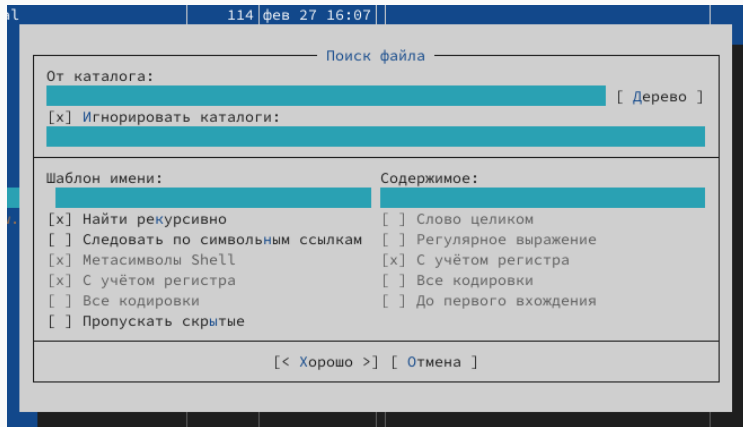 al 114 фев 27 16:07
Поиск файла
От каталога:
[ Дерево ]
[x] Игнорировать каталоги:
Шаблон имени: Содержимое:
[x] Найти рекурсивно [ ] Слово целиком
[ ] Следовать по символьным ссылкам [ ] Регулярное выражение
[x] Метасимволы Shell [x] С учётом регистра
[x] С учётом регистра [ ] Все кодировки
[ ] Все кодировки [ ] До первого вхождения
[ ] Пропускать скрытые
[< Хорошо >] [ Отмена ]